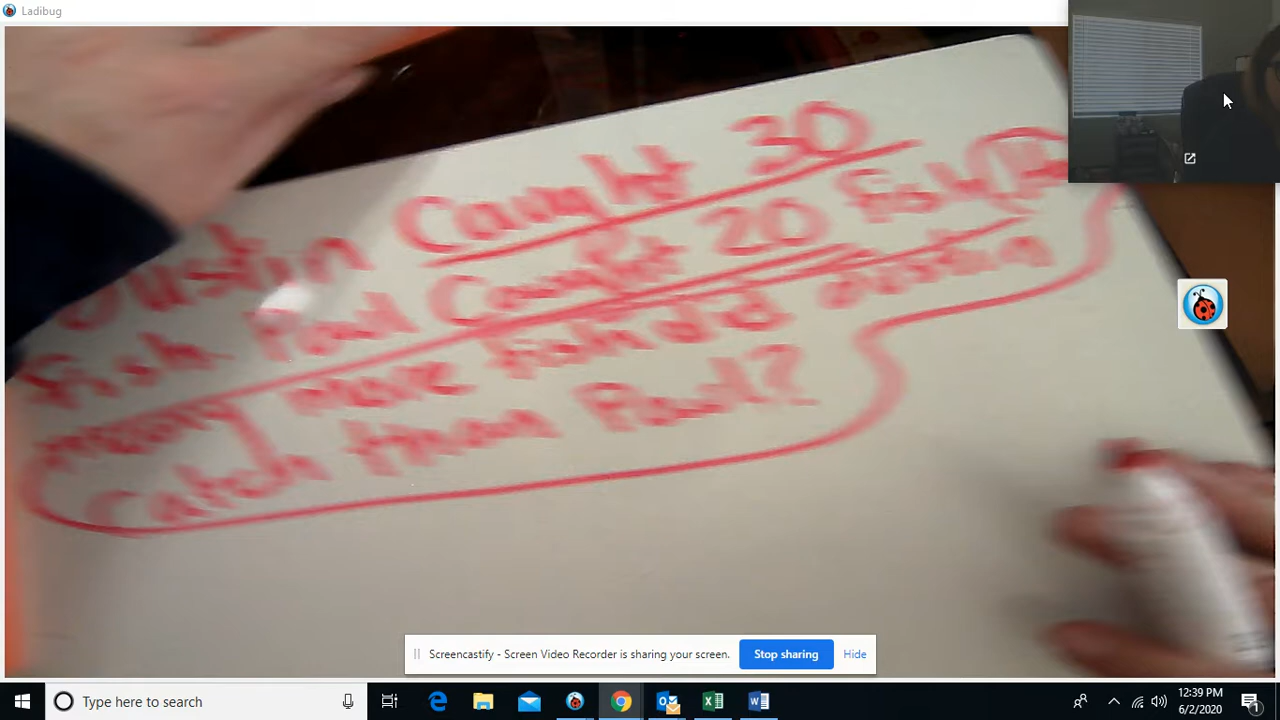 Ladibug
Justin Caught 30
fish. Paul Caught 20 fish.
many more fish did Justin
catch than Paul?
Screencastify - Screen Video Recorder is sharing your screen.
Stop sharing
Hide
Type here to search
12:39 PM
6/2/2020